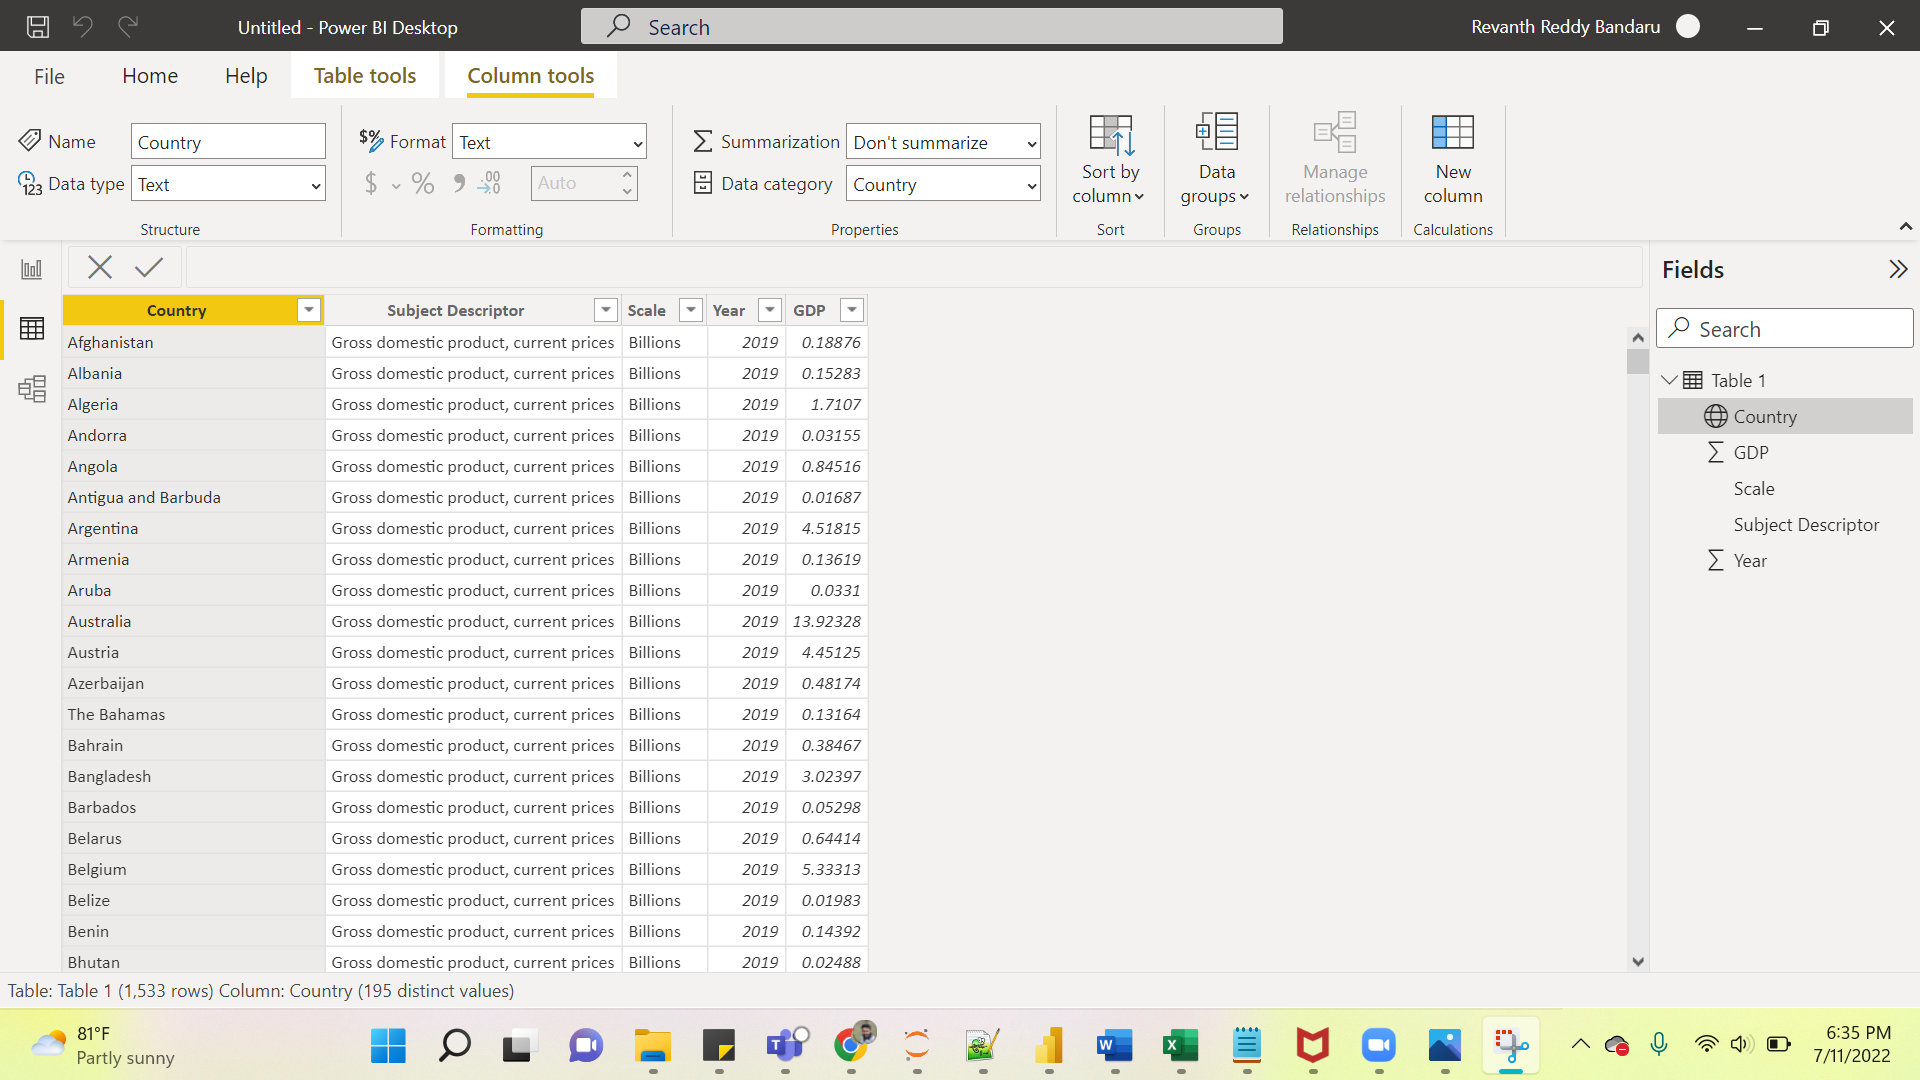 Untitled - Power BI Desktop
Search
Revanth Reddy Bandaru
File Home Help Table tools Column tools
Name Country
$% Format Text
Summarization Don't summarize
Sort by column
Data groups
Manage relationships
New column
123 Data type Text
$ % 9 .00 Auto
Data category Country
Structure Formatting Properties Sort Groups Relationships Calculations
Fields
Search
Table 1
Country
GDP
Scale
Subject Descriptor
Year
Country Subject Descriptor Scale Year GDP
Afghanistan Gross domestic product, current prices Billions 2019 0.18876
Albania Gross domestic product, current prices Billions 2019 0.15283
Algeria Gross domestic product, current prices Billions 2019 1.7107
Andorra Gross domestic product, current prices Billions 2019 0.03155
Angola Gross domestic product, current prices Billions 2019 0.84516
Antigua and Barbuda Gross domestic product, current prices Billions 2019 0.01687
Argentina Gross domestic product, current prices Billions 2019 4.51815
Armenia Gross domestic product, current prices Billions 2019 0.13619
Aruba Gross domestic product, current prices Billions 2019 0.0331
Australia Gross domestic product, current prices Billions 2019 13.92328
Austria Gross domestic product, current prices Billions 2019 4.45125
Azerbaijan Gross domestic product, current prices Billions 2019 0.48174
The Bahamas Gross domestic product, current prices Billions 2019 0.13164
Bahrain Gross domestic product, current prices Billions 2019 0.38467
Bangladesh Gross domestic product, current prices Billions 2019 3.02397
Barbados Gross domestic product, current prices Billions 2019 0.05298
Belarus Gross domestic product, current prices Billions 2019 0.64414
Belgium Gross domestic product, current prices Billions 2019 5.33313
Belize Gross domestic product, current prices Billions 2019 0.01983
Benin Gross domestic product, current prices Billions 2019 0.14392
Bhutan Gross domestic product, current prices Billions 2019 0.02488
Table: Table 1 (1,533 rows) Column: Country (195 distinct values)
81°F
Partly sunny
6:35 PM
7/11/2022